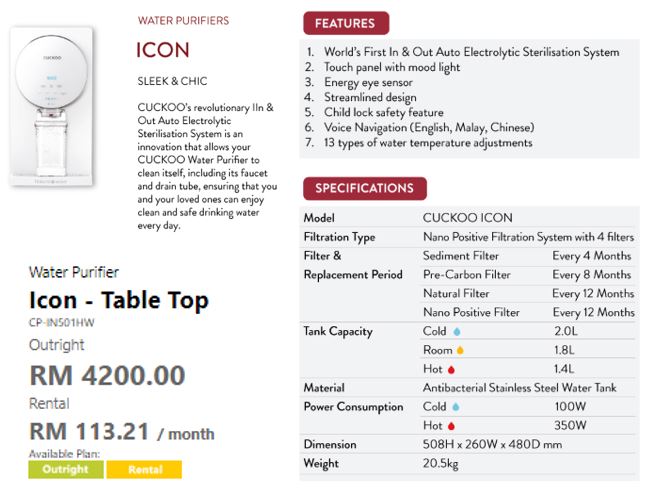 WATER PURIFIERS
ICON
SLEEK & CHIC
CUCKOO's revolutionary IIn &
Out Auto Electrolytic
Sterilisation System is an
innovation that allows your
CUCKOO Water Purifier to
clean itself, including its faucet
and drain tube, ensuring that you
and your loved ones can enjoy
clean and safe drinking water
every day.
CUCKOO
Water Purifier
Icon - Table Top
CP-IN501HW
Outright
RM 4200.00
Rental
RM 113.21 / month
Available Plan:
Outright Rental
FEATURES
1. World's First In & Out Auto Electrolytic Sterilisation System
2. Touch panel with mood light
3. Energy eye sensor
4. Streamlined design
5. Child lock safety feature
6. Voice Navigation (English, Malay, Chinese)
7. 13 types of water temperature adjustments
SPECIFICATIONS
Model CUCKOO ICON
Filtration Type Nano Positive Filtration System with 4 filters
Filter & Sediment Filter Every 4 Months
Replacement Period Pre-Carbon Filter Every 8 Months
Natural Filter Every 12 Months
Nano Positive Filter Every 12 Months
Tank Capacity Cold 2.0L
Room 1.8L
Hot 1.4L
Material Antibacterial Stainless Steel Water Tank
Power Consumption Cold 100W
Hot 350W
Dimension 508H x 260W x 480D mm
Weight 20.5kg